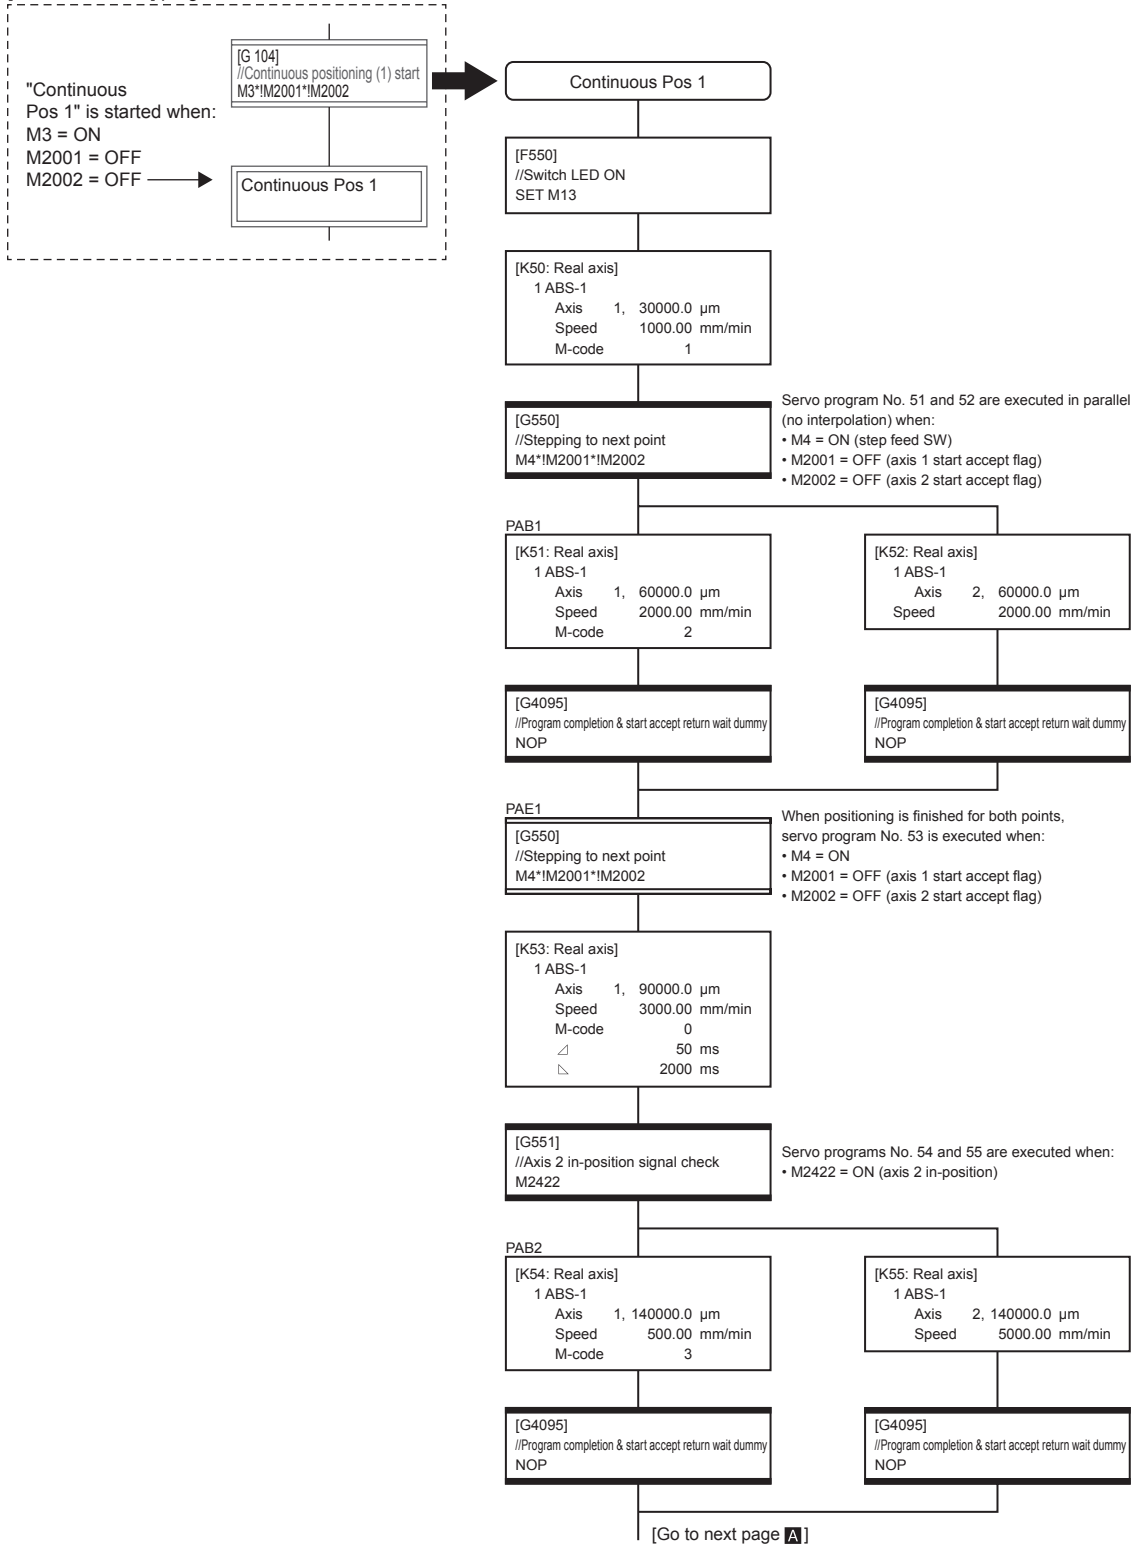 "Continuous
Pos 1" is started when:
M3 = ON
M2001 = OFF
M2002 = OFF
[G 104]
//Continuous positioning (1) start
M3*!M2001*!M2002
Continuous Pos 1
Continuous Pos 1
[F550]
//Switch LED ON
SET M13
[K50: Real axis]
1 ABS-1
Axis 1, 30000.0 µm
Speed 1000.00 mm/min
M-code 1
[G550]
//Stepping to next point
M4*!M2001*!M2002
Servo program No. 51 and 52 are executed in parallel
(no interpolation) when:
• M4 = ON (step feed SW)
• M2001 = OFF (axis 1 start accept flag)
• M2002 = OFF (axis 2 start accept flag)
PAB1
[K51: Real axis]
1 ABS-1
Axis 1, 60000.0 µm
Speed 2000.00 mm/min
M-code 2
[K52: Real axis]
1 ABS-1
Axis 2, 60000.0 µm
Speed 2000.00 mm/min
[G4095]
//Program completion & start accept return wait dummy
NOP
[G4095]
//Program completion & start accept return wait dummy
NOP
PAE1
[G550]
//Stepping to next point
M4*!M2001*!M2002
When positioning is finished for both points,
servo program No. 53 is executed when:
• M4 = ON
• M2001 = OFF (axis 1 start accept flag)
• M2002 = OFF (axis 2 start accept flag)
[K53: Real axis]
1 ABS-1
Axis 1, 90000.0 µm
Speed 3000.00 mm/min
M-code 0
50 ms
2000 ms
[G551]
//Axis 2 in-position signal check
M2422
Servo programs No. 54 and 55 are executed when:
• M2422 = ON (axis 2 in-position)
PAB2
[K54: Real axis]
1 ABS-1
Axis 1, 140000.0 µm
Speed 500.00 mm/min
M-code 3
[K55: Real axis]
1 ABS-1
Axis 2, 140000.0 µm
Speed 5000.00 mm/min
[G4095]
//Program completion & start accept return wait dummy
NOP
[G4095]
//Program completion & start accept return wait dummy
NOP
[Go to next page A]